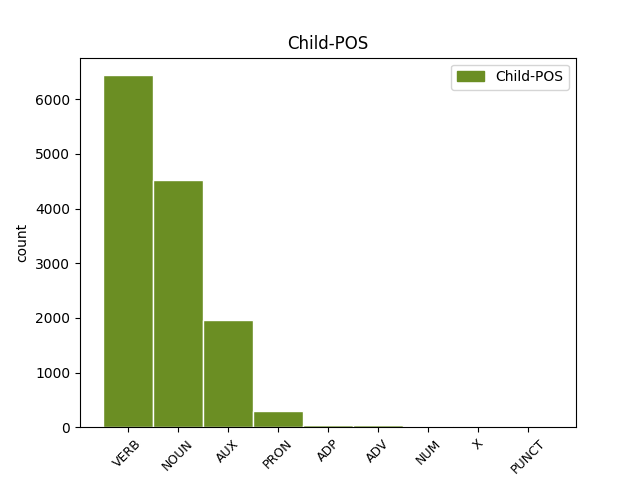 Child-POS
Child-POS
6000
5000
4000
3000
2000
1000
0
count
VERB
NOUN
AUX
PRON
ADP
ADV
NUM
X
PUNCT